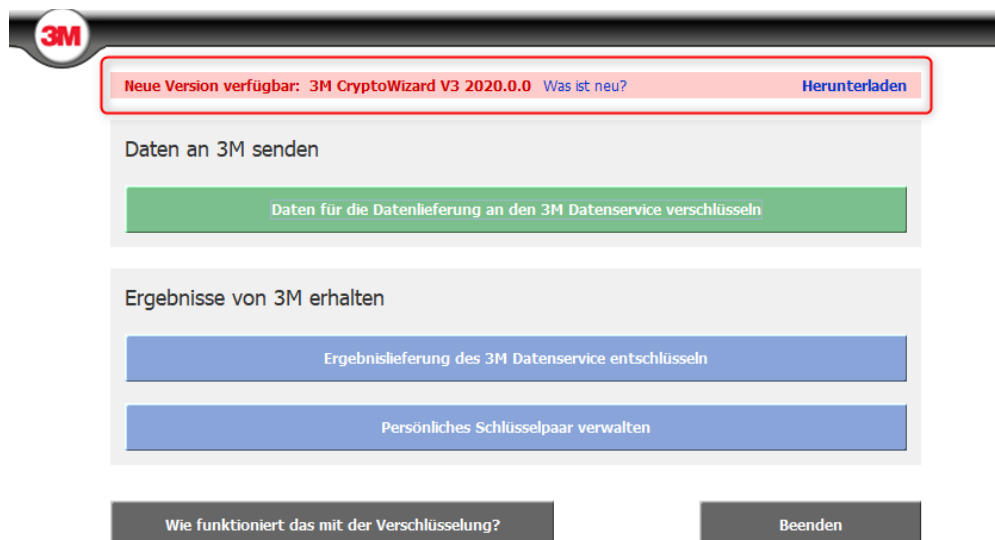 3M
Neue Version verfügbar: 3M CryptoWizard V3 2020.0.0 Was ist neu? Herunterladen
Daten an 3M senden
Daten für die Datenlieferung an den 3M Datenservice verschlüsseln
Ergebnisse von 3M erhalten
Ergebnislieferung des 3M Datenservice entschlüsseln
Persönliches Schlüsselpaar verwalten
Wie funktioniert das mit der Verschlüsselung? Beenden